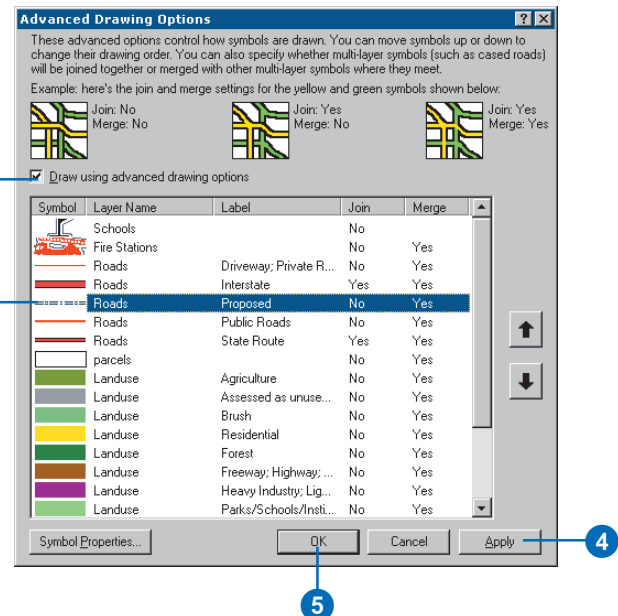 Advanced Drawing Options
These advanced options control how symbols are drawn. You can move symbols up or down to
change their drawing order. You can also specify whether multi-layer symbols (such as cased roads)
will be joined together or merged with other multi-layer symbols where they meet.
Example: here's the join and merge settings for the yellow and green symbols shown below:
Join: No
Merge: No
Join: Yes
Merge: No
Join: Yes
Merge: Yes
Draw using advanced drawing options
Symbol Layer Name Label Join Merge
Schools No
Fire Stations No Yes
Roads Driveway; Private R... No Yes
Roads Interstate Yes Yes
Roads Proposed No Yes
Roads Public Roads No Yes
Roads State Route Yes Yes
parcels No Yes
Landuse Agriculture No Yes
Landuse Assessed as unuse... No Yes
Landuse Brush No Yes
Landuse Residential No Yes
Landuse Forest No Yes
Landuse Freeway; Highway; ... No Yes
Landuse Heavy Industry; Lig... No Yes
Landuse Parks/Schools/Insti... No Yes
Symbol Properties... OK Cancel Apply
4
5